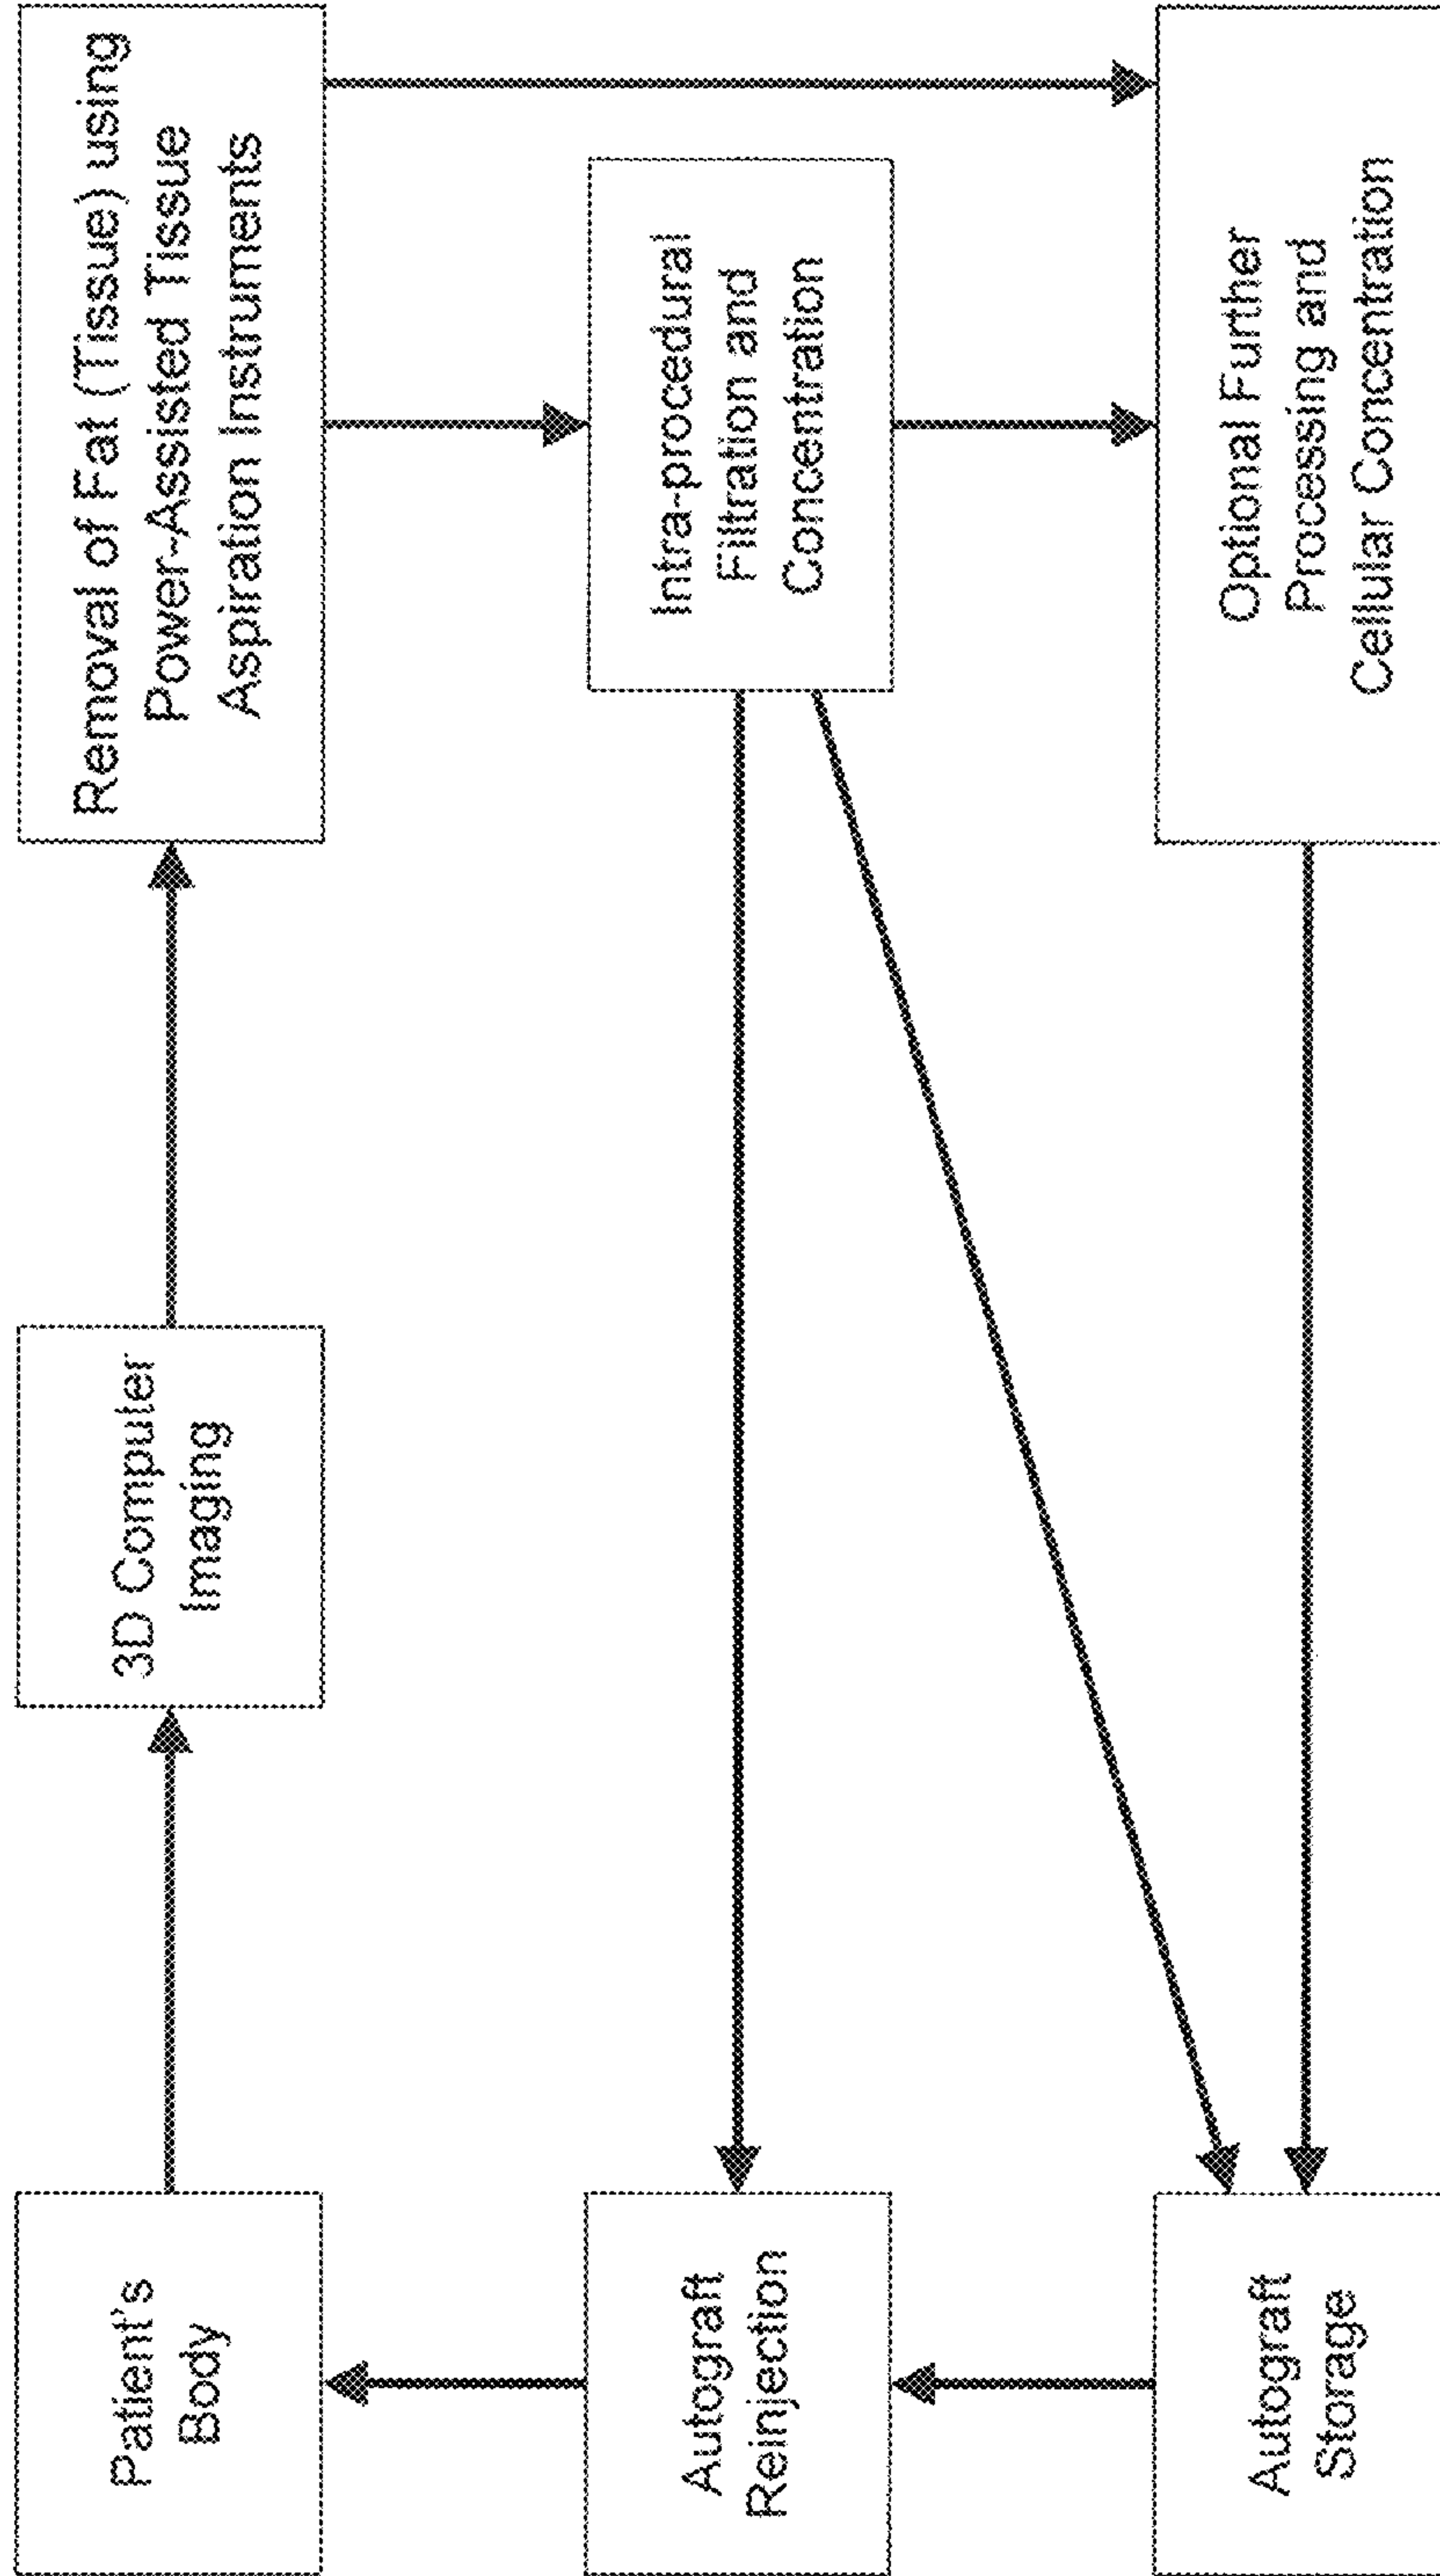 Patient's
Body
3D Computer
Imaging
Removal of Fat (Tissue) using
Power-Assisted Tissue
Aspiration Instruments
Autograft
Reinjection
Intra-procedural
Filtration and
Concentration
Autograft
Storage
Optional Further
Processing and
Cellular Concentration